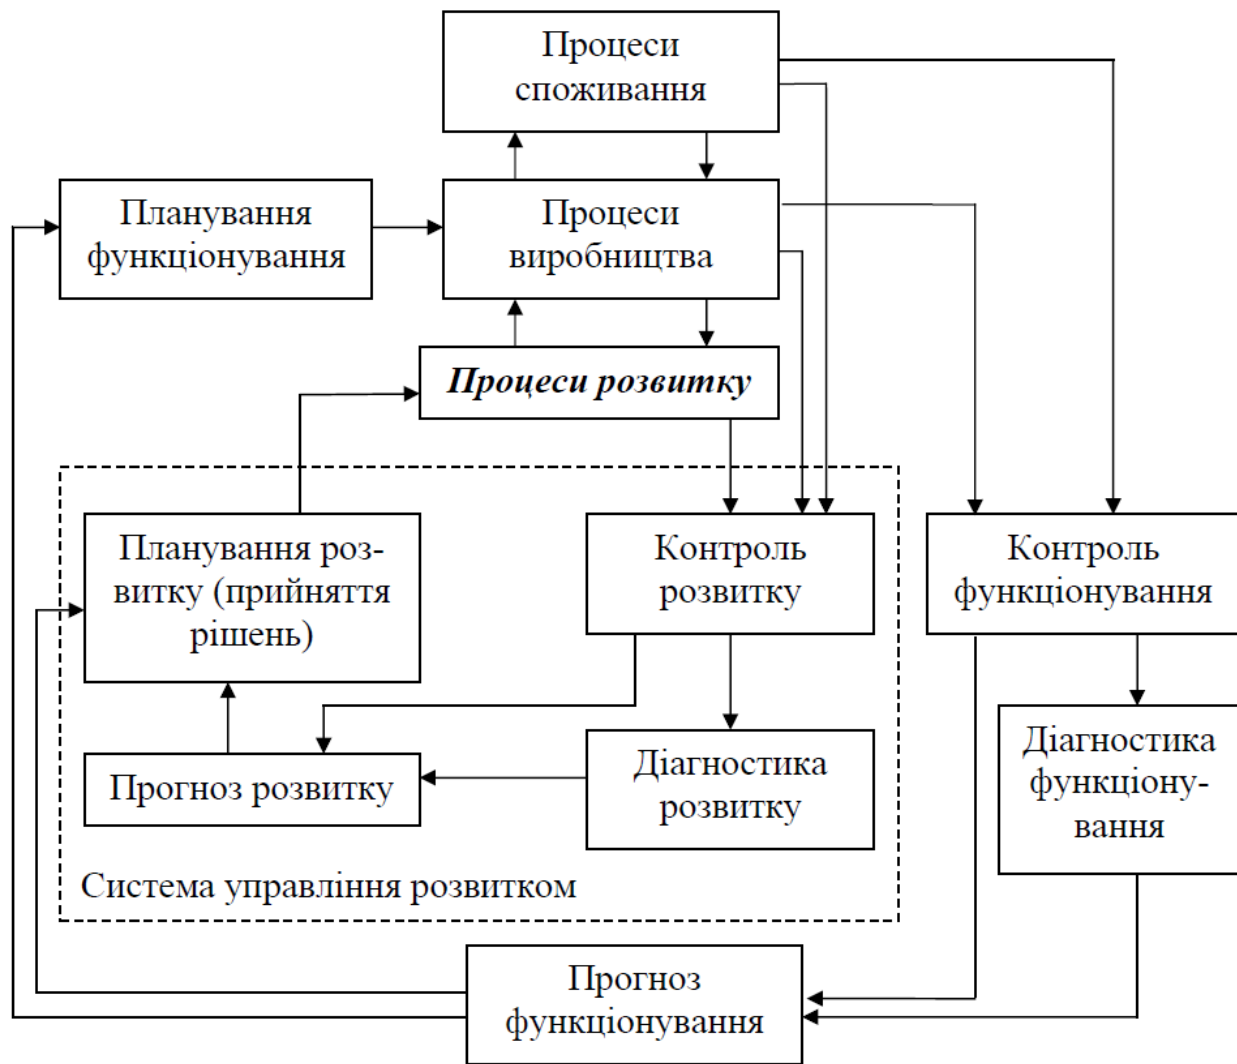 Процеси
споживання
Планування
функціонування
Процеси
виробництва
Процеси розвитку
Планування роз-
витку (прийняття
рішень)
Контроль
розвитку
Контроль
функціонування
Прогноз розвитку
Діагностика
розвитку
Діагностика
функціону-
вання
Система управління розвитком
Прогноз
функціонування